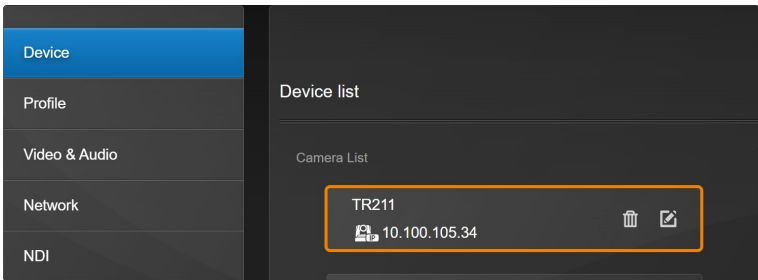 Device
Profile
Video & Audio
Network
NDI
Device list
Camera List
TR211
10.100.105.34